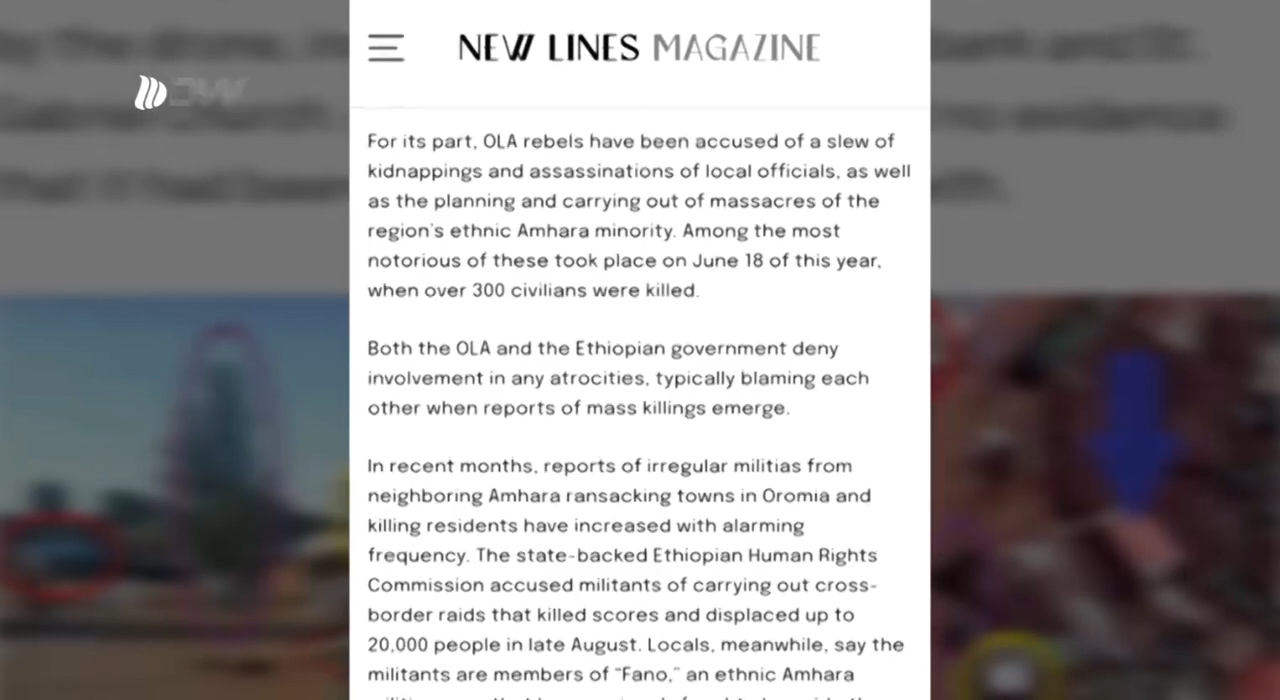 NEW LINES MAGAZINE
For its part, OLA rebels have been accused of a slew of
kidnappings and assassinations of local officials, as well
as the planning and carrying out of massacres of the
region's ethnic Amhara minority. Among the most
notorious of these took place on June 18 of this year,
when over 300 civilians were killed.
Both the OLA and the Ethiopian government deny
involvement in any atrocities, typically blaming each
other when reports of mass killings emerge.
In recent months, reports of irregular militias from
neighboring Amhara ransacking towns in Oromia and
killing residents have increased with alarming
frequency. The state-backed Ethiopian Human Rights
Commission accused militants of carrying out cross-
border raids that killed scores and displaced up to
20,000 people in late August. Locals, meanwhile, say the
militants are members of “Fano,” an ethnic Amhara